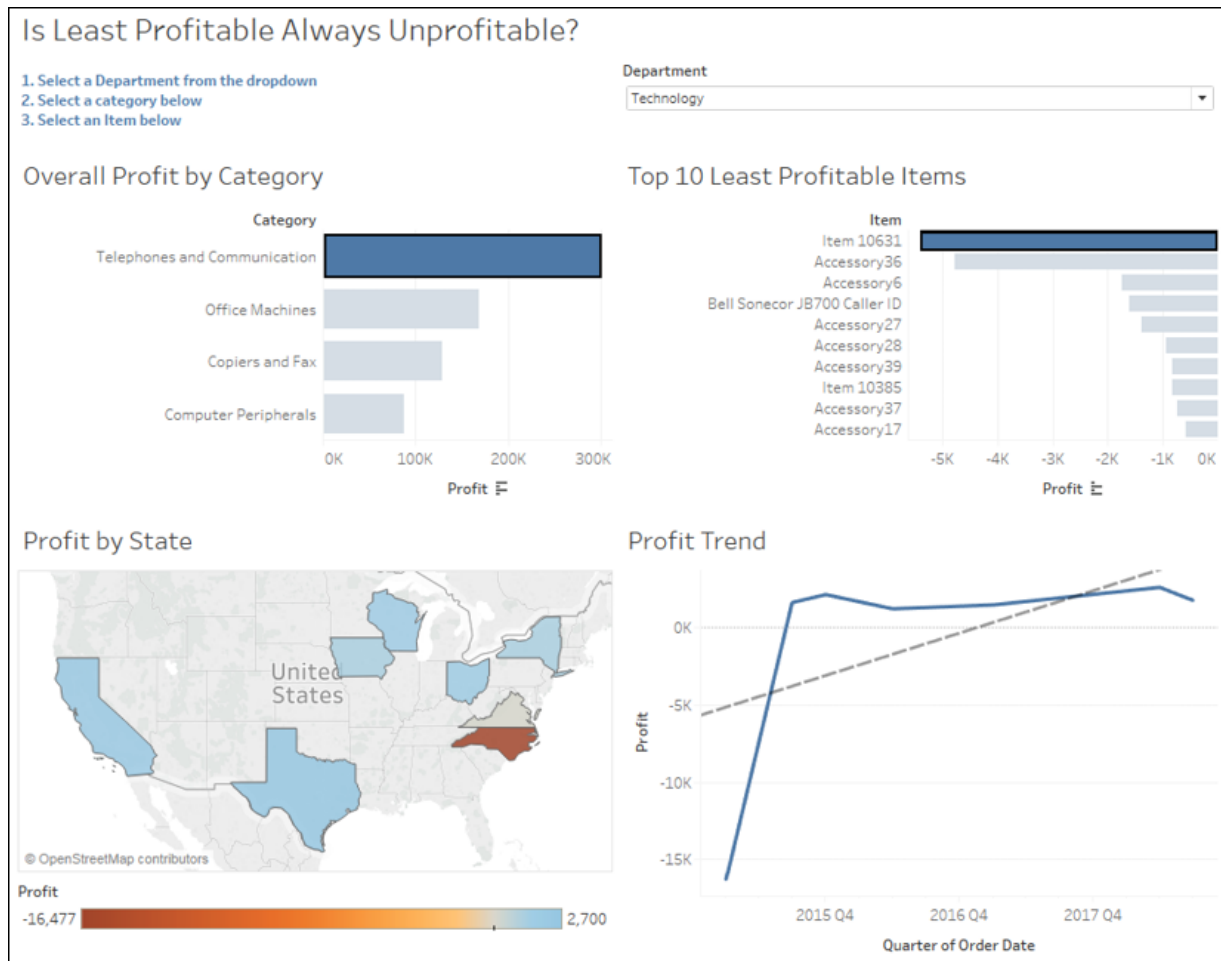 Is Least Profitable Always Unprofitable?
1. Select a Department from the dropdown
2. Select a category below
3. Select an Item below
Department
Technology
Overall Profit by Category
Category
Telephones and Communication
Office Machines
Copiers and Fax
Computer Peripherals
0K 100K 200K 300K
Profit
Top 10 Least Profitable Items
Item
Item 10631
Accessory36
Accessory6
Bell Sonecor JB700 Caller ID
Accessory27
Accessory28
Accessory39
Item 10385
Accessory37
Accessory17
-5K -4K -3K -2K -1K 0K
Profit
Profit by State
United
States
© OpenStreetMap contributors
Profit
-16,477 2,700
Profit Trend
0K
-5K
-10K
-15K
Profit
2015 Q4 2016 Q4 2017 Q4
Quarter of Order Date